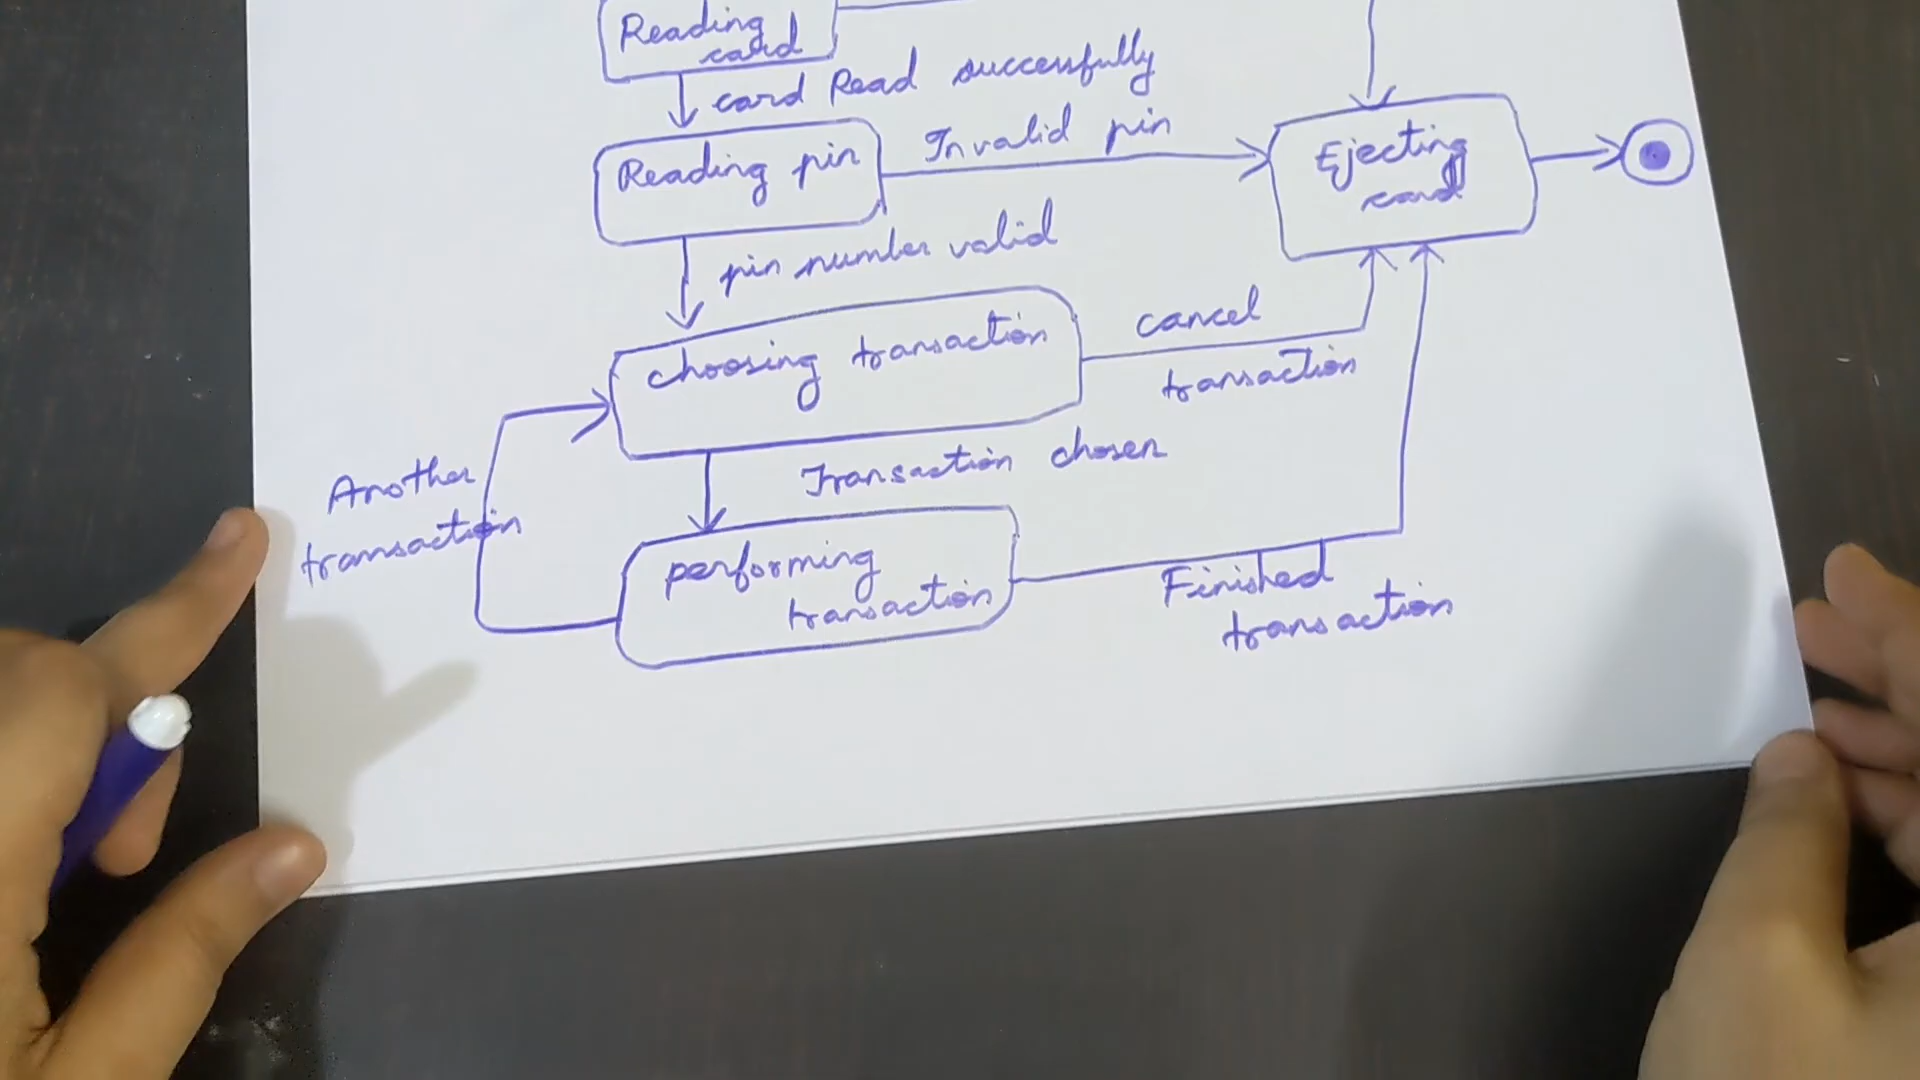 Reading
card
card Read successfully
Reading pin
Invalid pin
Ejecting
card
pin number valid
choosing transaction
cancel
transaction
Another
transaction
Transaction chosen
performing
transaction
Finished
transaction